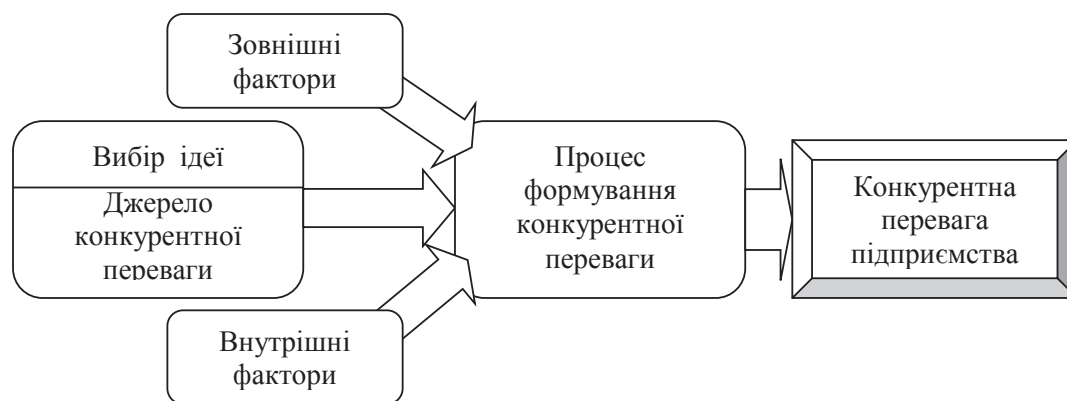 Зовнішні
фактори
Вибір ідеї
Джерело
конкурентної
переваги
Внутрішні
фактори
Процес
формування
конкурентної
переваги
Конкурентна
перевага
підприємства